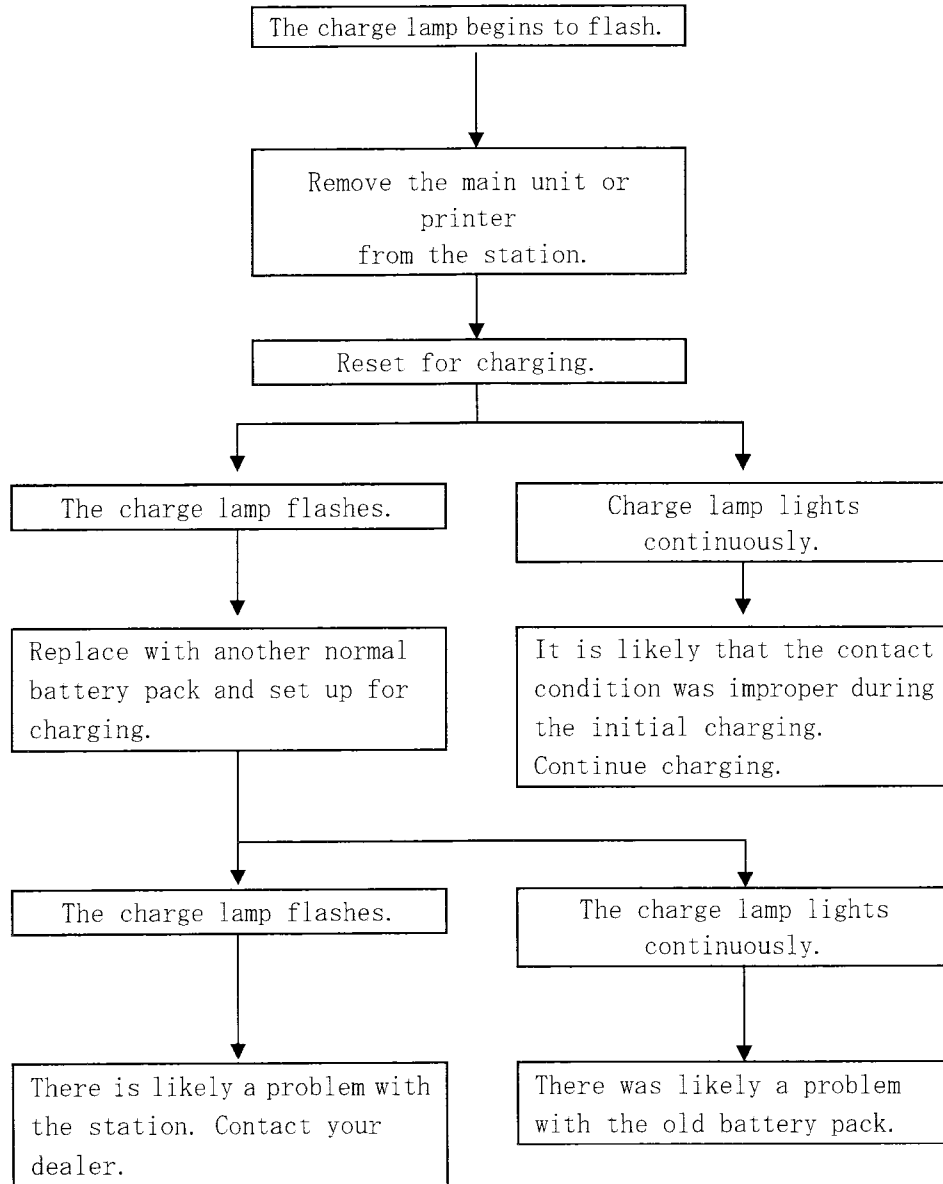 The charge lamp begins to flash.
Remove the main unit or
printer
from the station.
Reset for charging.
The charge lamp flashes.
Charge lamp lights
continuously.
Replace with another normal
battery pack and set up for
charging.
It is likely that the contact
condition was improper during
the initial charging.
Continue charging.
The charge lamp flashes.
The charge lamp lights
continuously.
There is likely a problem with
the station. Contact your
dealer.
There was likely a problem
with the old battery pack.